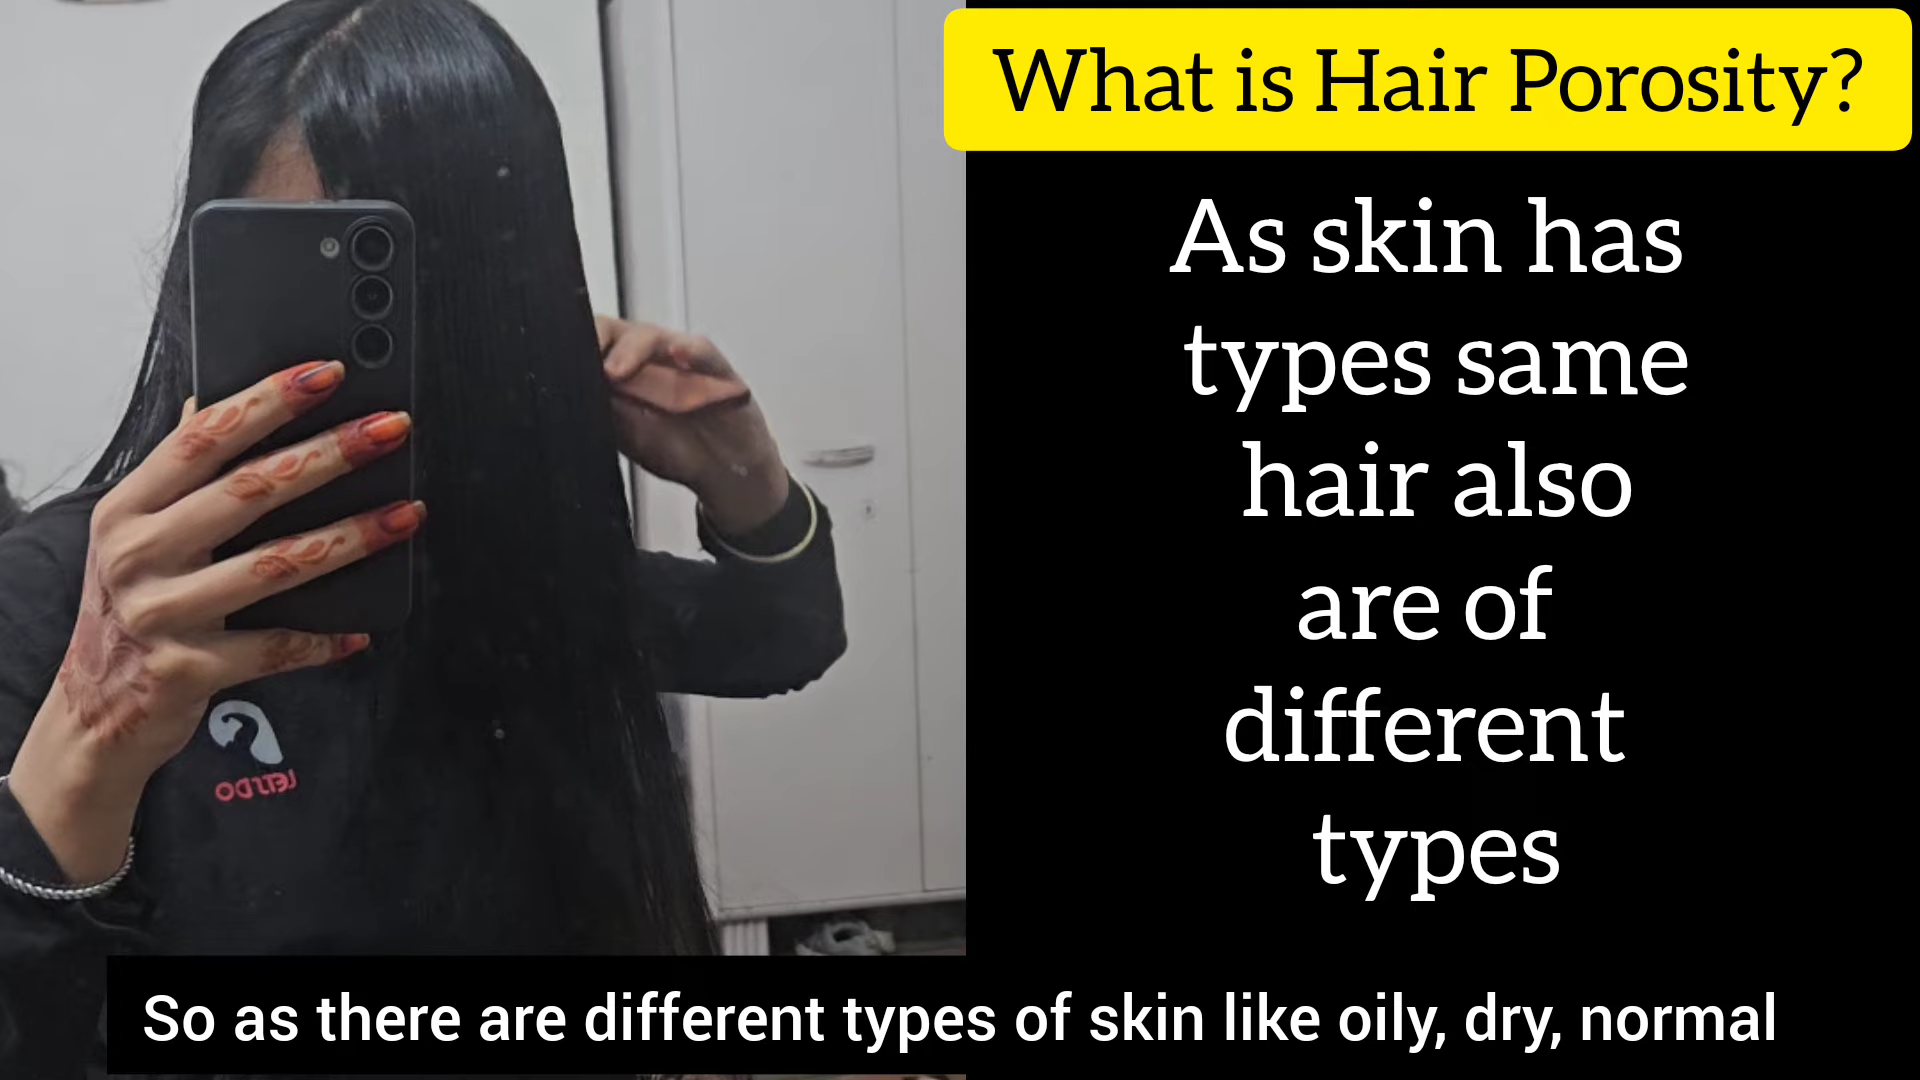 What is Hair Porosity?
As skin has
types same
hair also
are of
different
types
So as there are different types of skin like oily, dry, normal